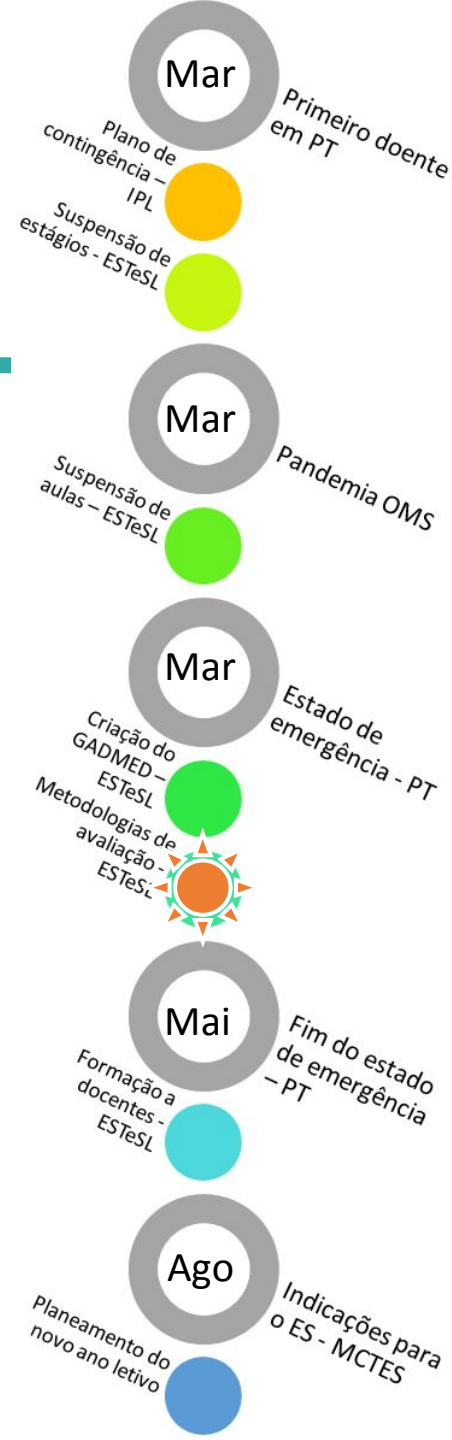 Mar
Primeiro doente
em PT
Plano de
contingência –
IPL
Suspensão de
estágios - ESTeSL
Mar
Pandemia OMS
Suspensão de
aulas – ESTeSL
Mar
Estado de
emergência - PT
Criação do
GADMED –
ESTeSL
Metodologias de
avaliação -
ESTeSL
Mai
Fim do estado
de emergência
– PT
Formação a
docentes -
ESTeSL
Ago
Indicações para
o ES - MCTES
Planeamento do
novo ano letivo